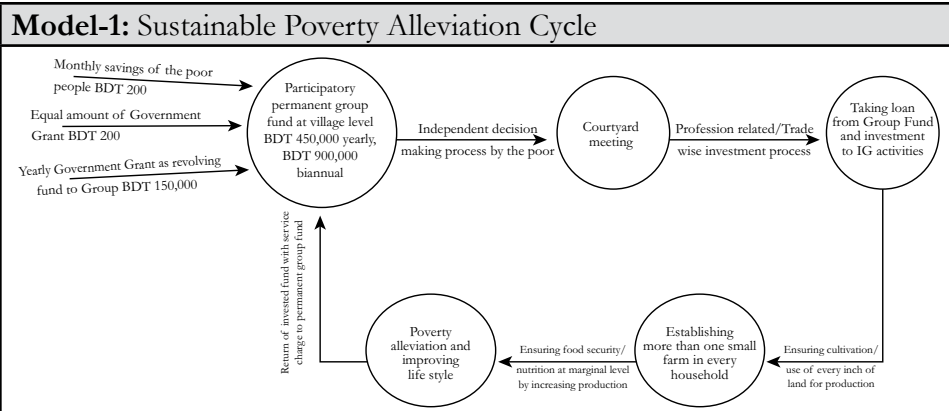 Model-1: Sustainable Poverty Alleviation Cycle
Monthly savings of the poor
people BDT 200
Equal amount of Government
Grant BDT 200
Yearly Government Grant as revolving
fund to Group BDT 150,000
Participatory
permanent group
fund at village level
BDT 450,000 yearly,
BDT 900,000
biannual
Independent decision
making process by the poor
Courtyard
meeting
Profession related/Trade
wise investment process
Taking loan
from Group Fund
and investment
to IG activities
Ensuring cultivation/
use of every inch of
land for production
Establishing
more than one small
farm in every
household
Ensuring food security/
nutrition at marginal level
by increasing production
Poverty
alleviation and
improving
life style
Return of invested fund with service
charge to permanent group fund